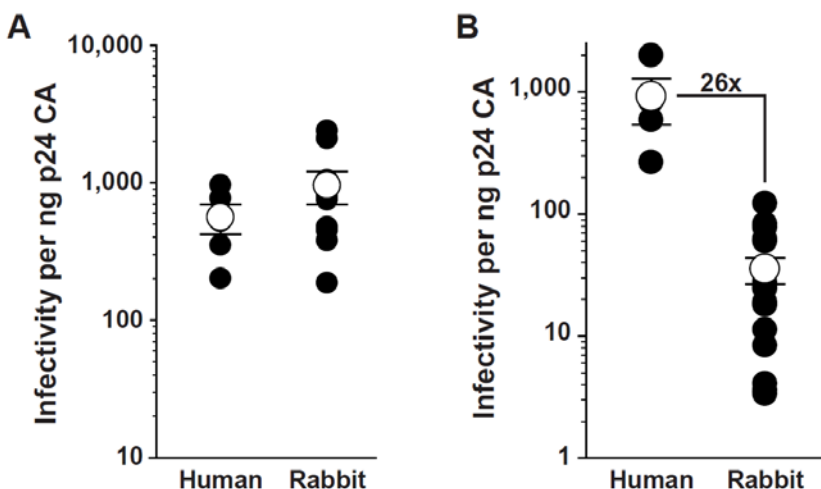 A
Infectivity per ng p24 CA
10,000
1,000
100
10
Human Rabbit
B
Infectivity per ng p24 CA
1,000
100
10
1
26x
Human Rabbit